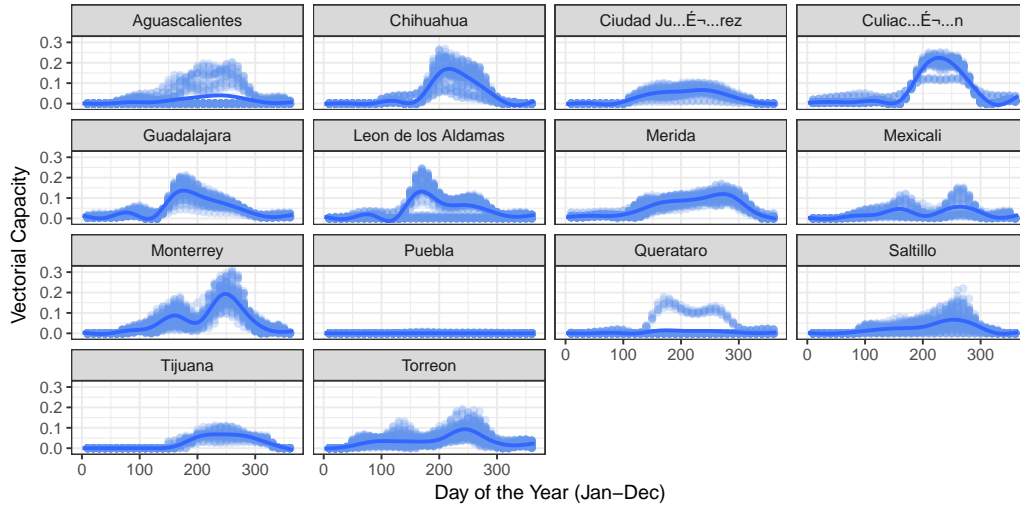 Aguascalientes Chihuahua Ciudad Ju...É¬...rez Culiac...É¬...n
0.3
0.2
0.1
0.0
Guadalajara Leon de los Aldamas Merida Mexicali
0.3
0.2
0.1
0.0
Monterrey Puebla Querataro Saltillo
0.3
0.2
0.1
0.0
0 100 200 300 0 100 200 300
Tijuana Torreon
0.3
0.2
0.1
0.0
0 100 200 300 0 100 200 300
Vectorial Capacity
Day of the Year (Jan−Dec)